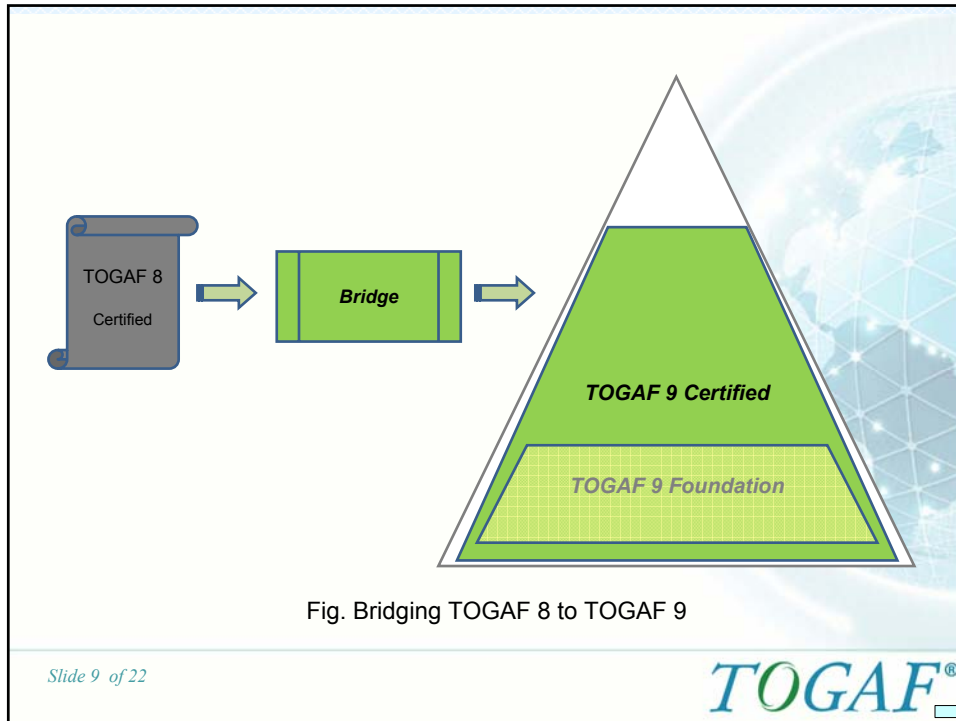 TOGAF 8
Certified
Bridge
TOGAF 9 Certified
TOGAF 9 Foundation
Fig. Bridging TOGAF 8 to TOGAF 9
Slide 9 of 22
TOGAF®